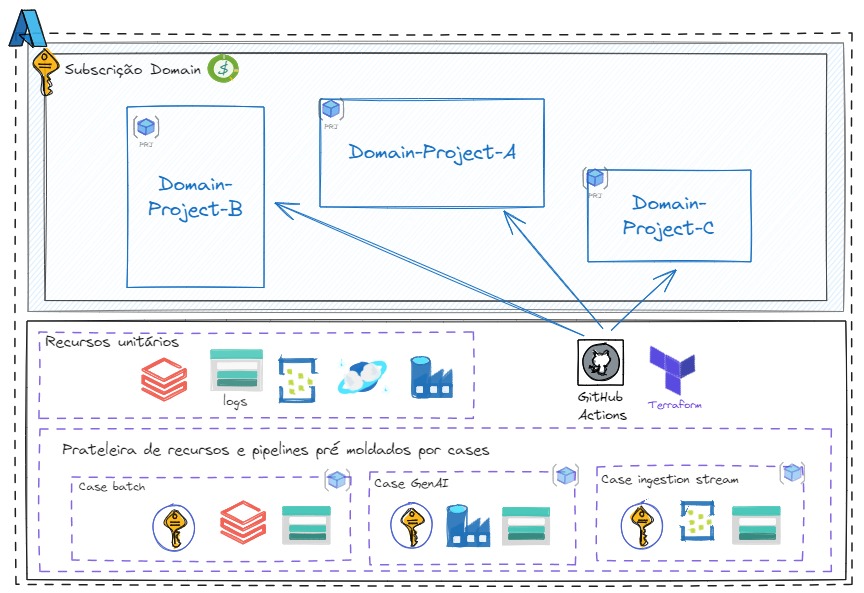 Subscrição Domain
$
PRJ
Domain-
Project-B
PRJ
Domain-Project-A
PRJ
Domain-
Project-C
Recursos unitários
logs
GitHub
Actions
Terraform
Prateleira de recursos e pipelines pré moldados por cases
Case batch
Case GenAI
Case ingestion stream